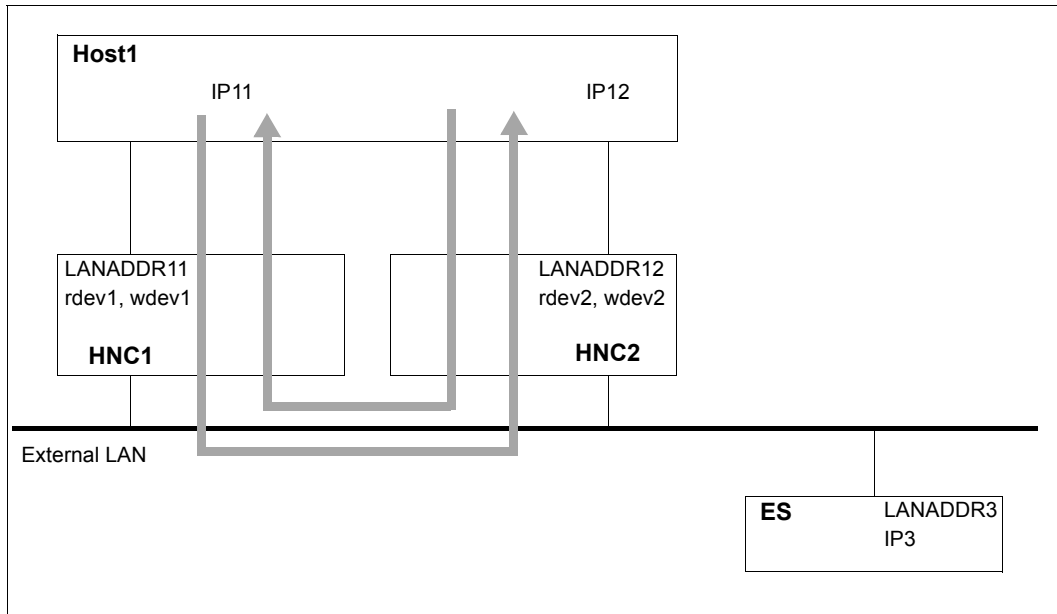 Host1
IP11
IP12
LANADDR11
rdev1, wdev1
HNC1
LANADDR12
rdev2, wdev2
HNC2
External LAN
ES
LANADDR3
IP3